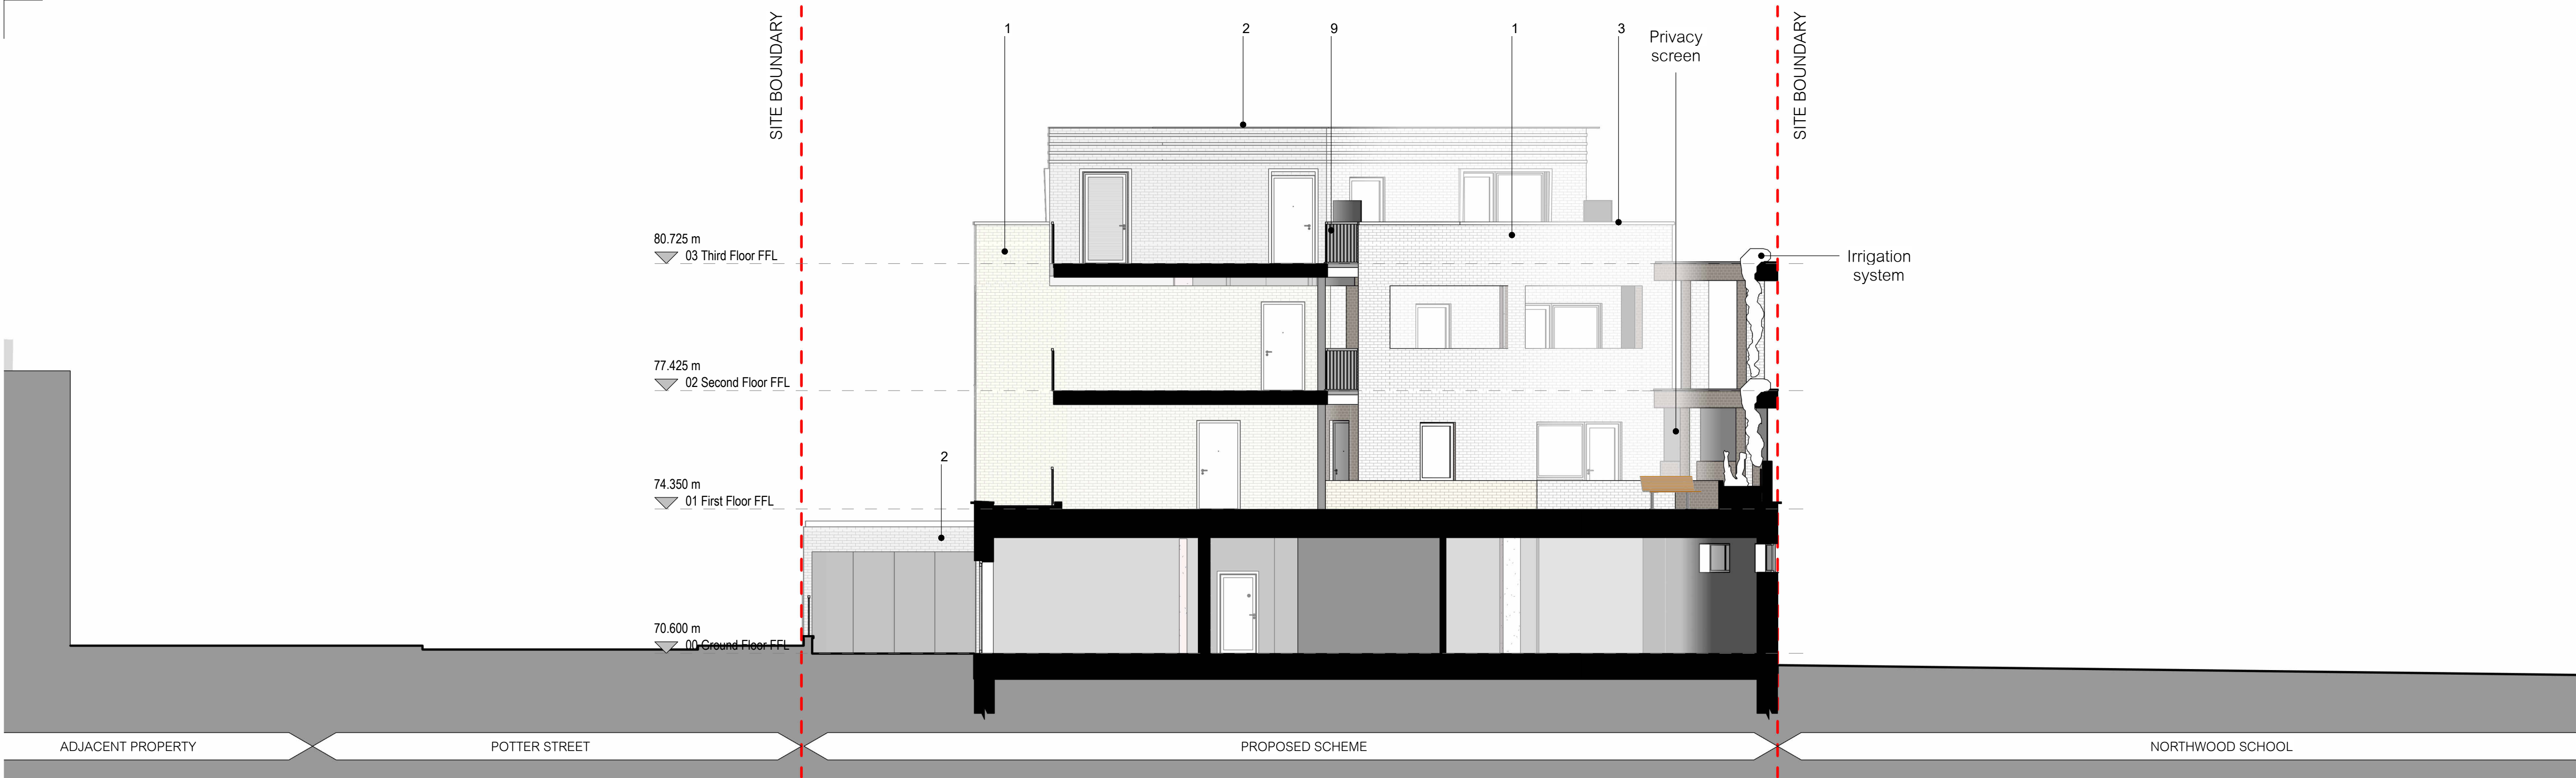 SITE BOUNDARY
1
2
9
1
3
Privacy
screen
SITE BOUNDARY
80.725 m
03 Third Floor FFL
Irrigation
system
77.425 m
02 Second Floor FFL
2
74.350 m
01 First Floor FFL
70.600 m
00 Ground Floor FFL
ADJACENT PROPERTY
POTTER STREET
PROPOSED SCHEME
NORTHWOOD SCHOOL